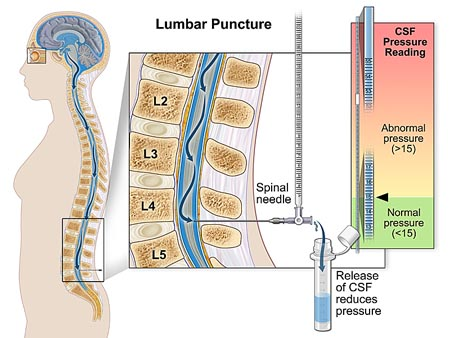 Lumbar Puncture
CSF
Pressure
Reading
L2
L3
L4
L5
Spinal
needle
Abnormal
pressure
(>15)
Normal
pressure
(<15)
Release
of CSF
reduces
pressure